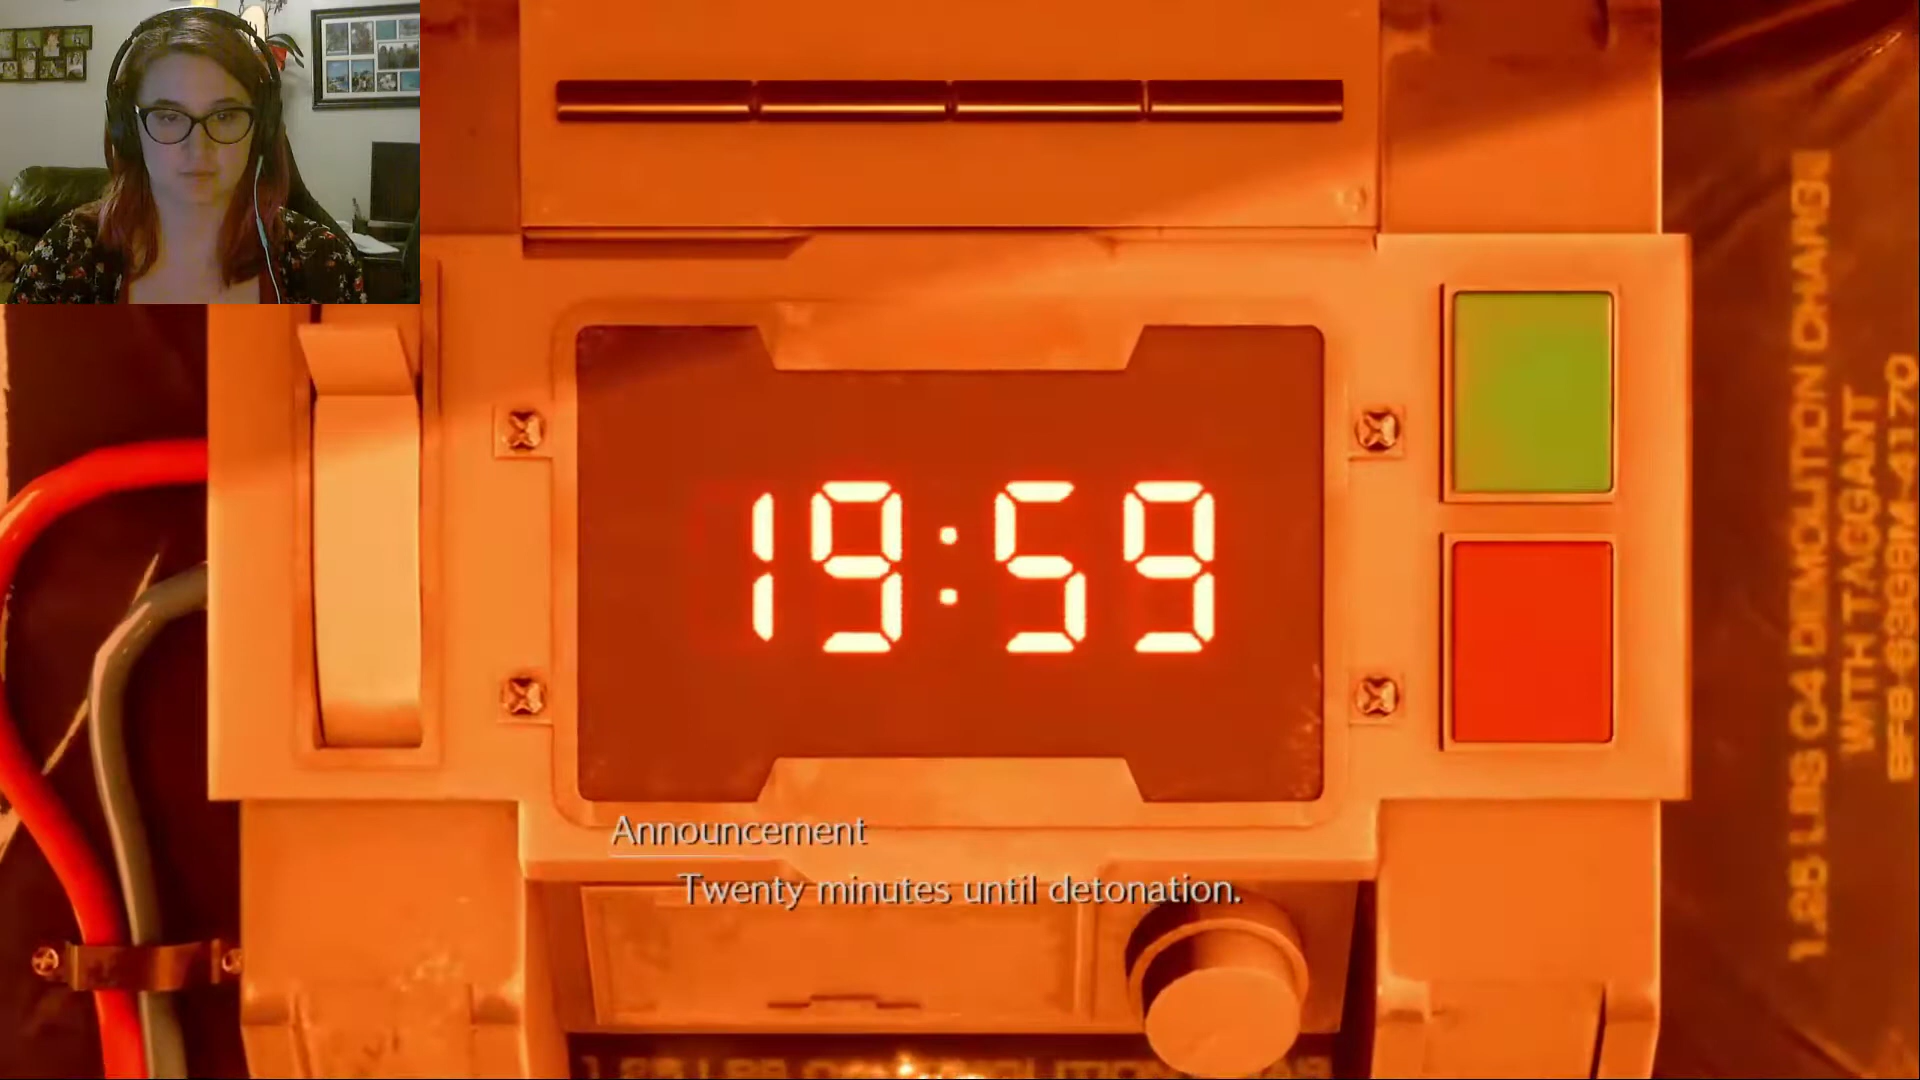 19:59
Announcement
Twenty minutes until detonation.
1.25 LBS C4 DEMOLITION CHARGE
WITH TAGGANT